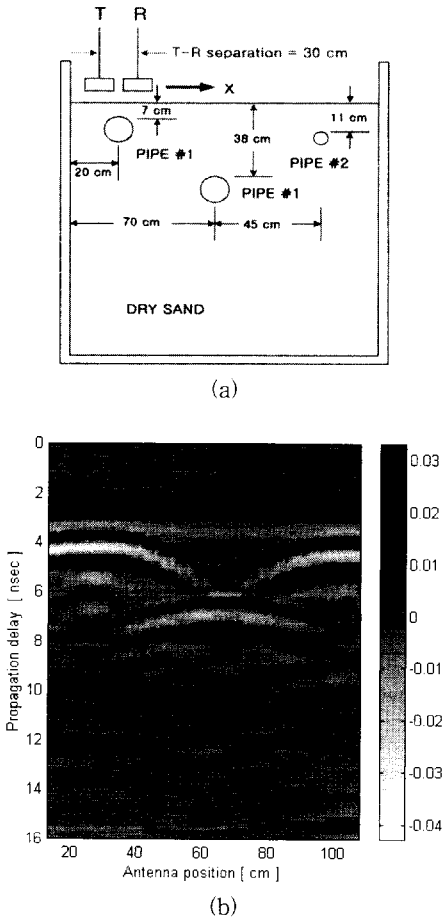 T R
T-R separation = 30 cm
X
7 cm
11 cm
38 cm
PIPE #1
PIPE #2
20 cm
PIPE #1
70 cm
45 cm
DRY SAND
(a)
0
2
4
6
8
10
12
14
16
Propagation delay [ nsec ]
20 40 60 80 100
Antenna position [ cm ]
0.03
0.02
0.01
0
-0.01
-0.02
-0.03
-0.04
(b)